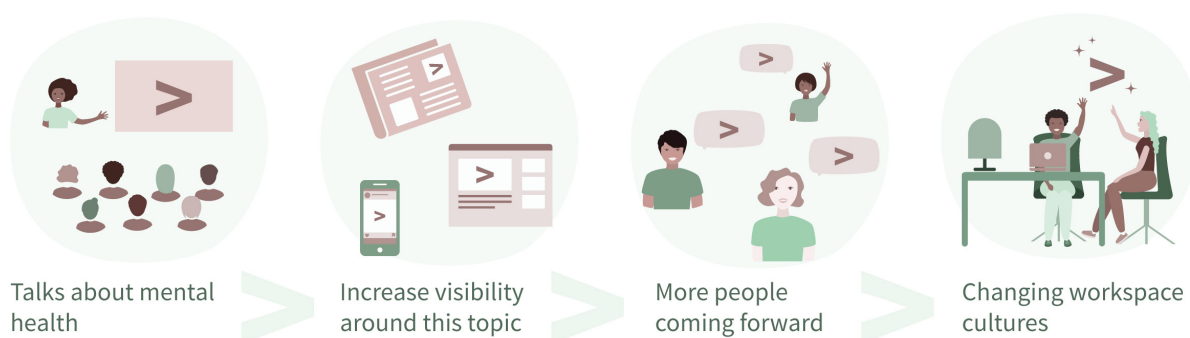 Talks about mental
health
Increase visibility
around this topic
More people
coming forward
Changing workspace
cultures